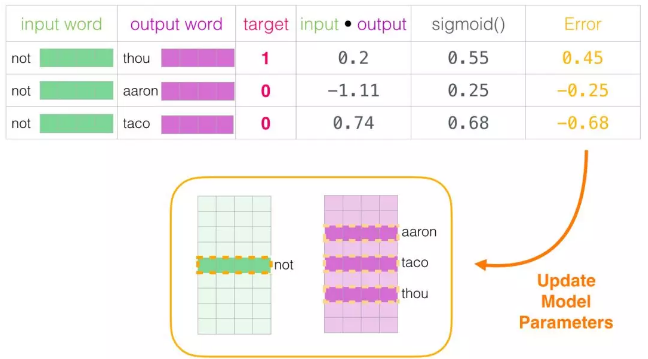 input word output word target input • output sigmoid() Error
not thou 1 0.2 0.55 0.45
not aaron 0 -1.11 0.25 -0.25
not taco 0 0.74 0.68 -0.68
not
aaron
taco
thou
Update
Model
Parameters